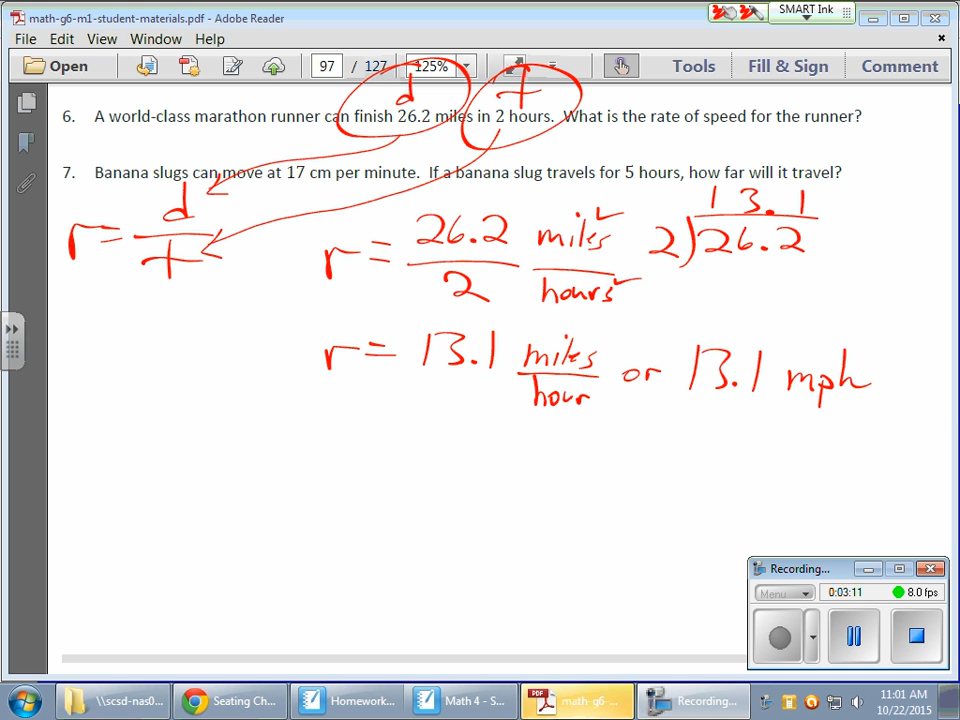 math-g6-m1-student-materials.pdf - Adobe Reader
SMART Ink
File Edit View Window Help
Open 97 / 127 125% Tools Fill & Sign Comment
d t
6. A world-class marathon runner can finish 26.2 miles in 2 hours. What is the rate of speed for the runner?
7. Banana slugs can move at 17 cm per minute. If a banana slug travels for 5 hours, how far will it travel?
r = d/t
r = 26.2/2 miles/hours
13.1
2)26.2
r = 13.1 miles/hour or 13.1 mph
Recording...
Menu 0:03:11 8.0 fps
\\scsd-nas0... Seating Ch... Homework... Math 4 - S... PDF math-g6-... Recording...
11:01 AM
10/22/2015